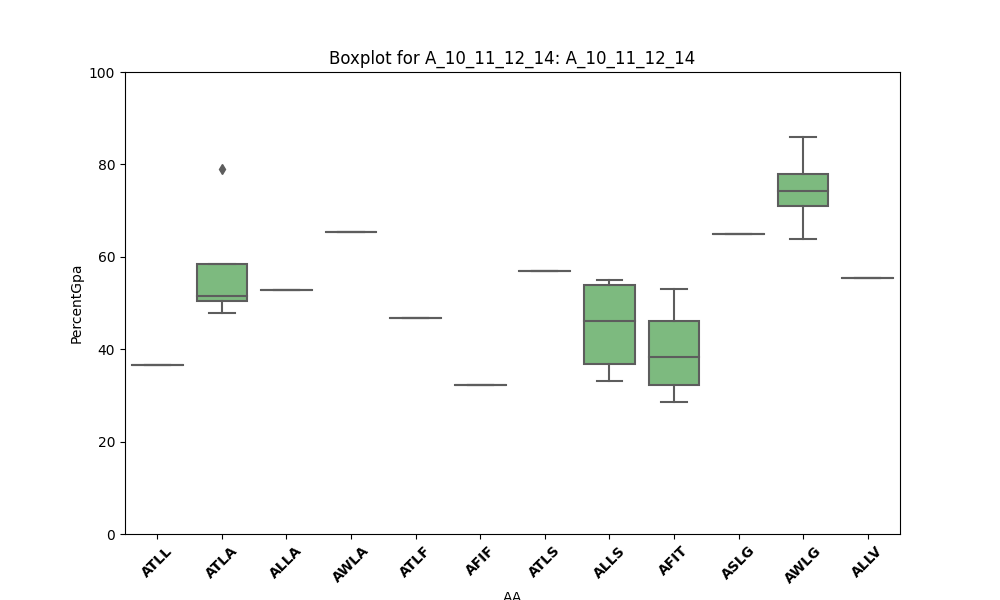 Boxplot for A_10_11_12_14: A_10_11_12_14
100
80
60
40
20
0
PercentGpa
ATLL
ATLA
ALLA
AWLA
ATLF
AFIF
ATLS
ALLS
AFIT
ASLG
AWLG
ALLV
AA